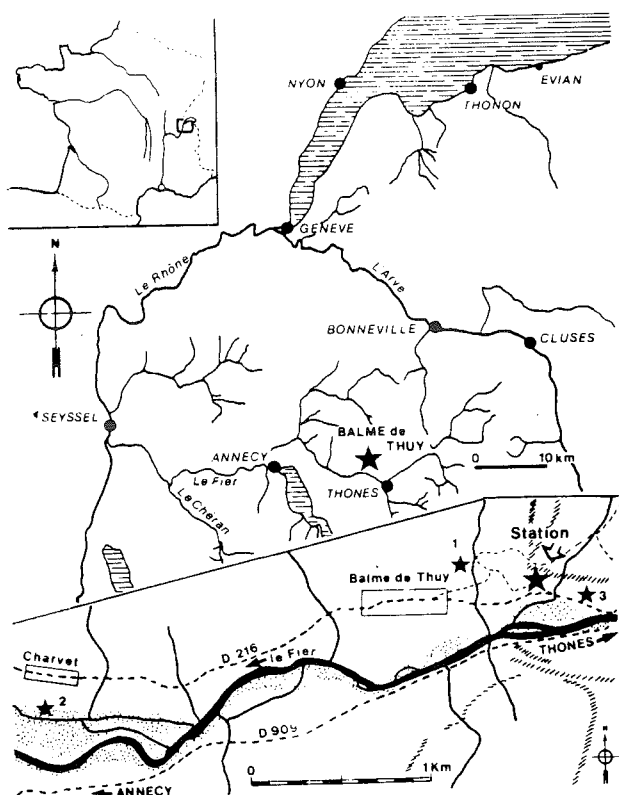 NYON
EVIAN
THONON
GENEVE
N
Le Rhône
L'Arve
BONNEVILLE
CLUSES
SEYSSEL
BALME de
THUY
ANNECY
0 10 km
Le Fier
THONES
Le Cheran
Station
1
Balme de Thuy
3
D 216
le Fier
THONES
Charvet
2
D 909
N
0 1Km
ANNECY